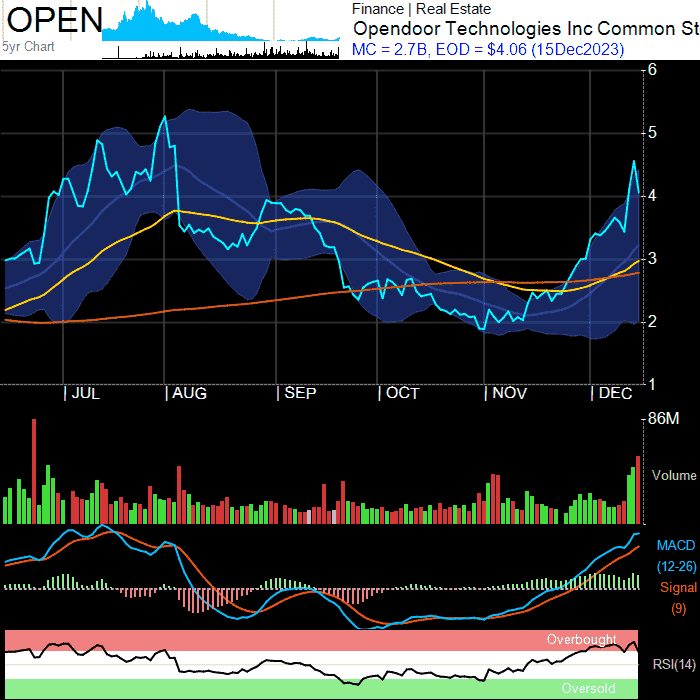 OPEN
5yr Chart
Finance | Real Estate
Opendoor Technologies Inc Common St
MC = 2.7B, EOD = $4.06 (15Dec2023)
6
5
4
3
2
1
| JUL | AUG | SEP | OCT | NOV | DEC
86M
Volume
MACD
(12-26)
Signal
(9)
Overbought
RSI(14)
Oversold